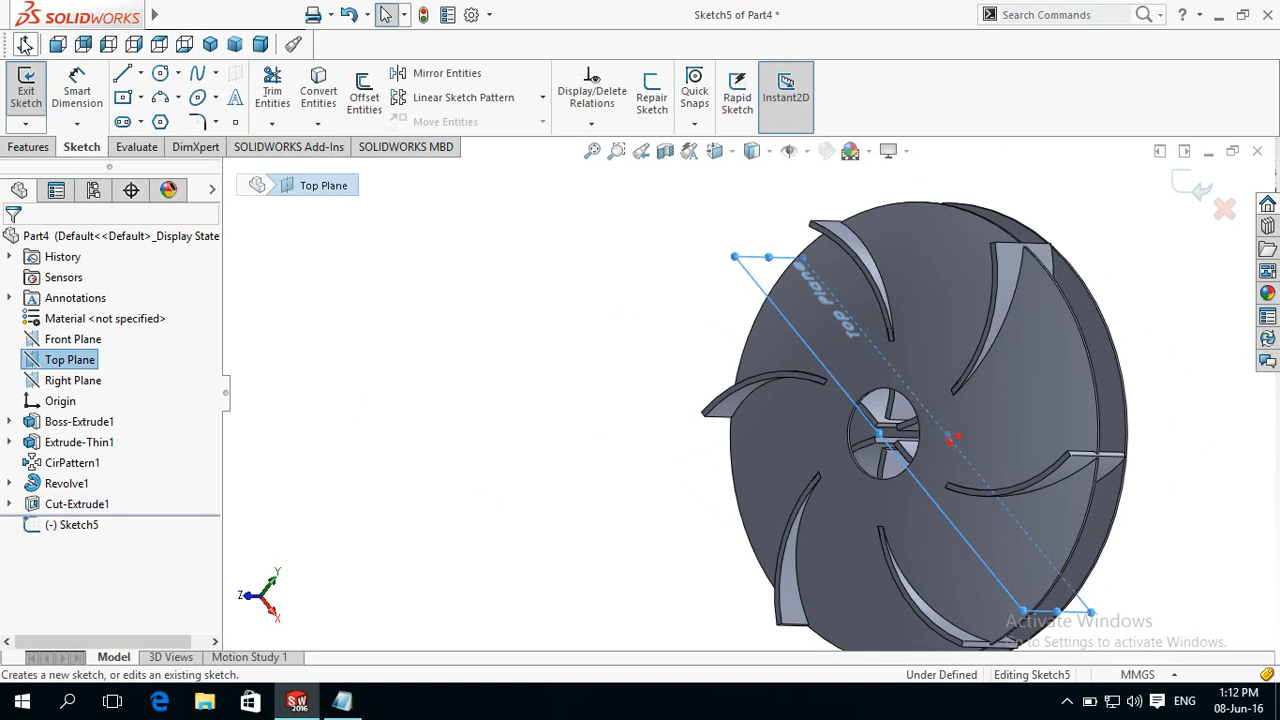 SOLIDWORKS
Sketch5 of Part4 *
Search Commands
Exit Sketch
Smart Dimension
Trim Entities
Convert Entities
Offset Entities
Mirror Entities
Linear Sketch Pattern
Move Entities
Display/Delete Relations
Repair Sketch
Quick Snaps
Rapid Sketch
Instant2D
Features
Sketch
Evaluate
DimXpert
SOLIDWORKS Add-Ins
SOLIDWORKS MBD
Top Plane
Part4 (Default<<Default>_Display State
History
Sensors
Annotations
Material <not specified>
Front Plane
Top Plane
Right Plane
Origin
Boss-Extrude1
Extrude-Thin1
CirPattern1
Revolve1
Cut-Extrude1
(-) Sketch5
Top Plane
Y
Z
X
Activate Windows
Go to Settings to activate Windows.
Model
3D Views
Motion Study 1
Creates a new sketch, or edits an existing sketch.
Under Defined
Editing Sketch5
MMGS
SW
2016
ENG
1:12 PM
08-Jun-16